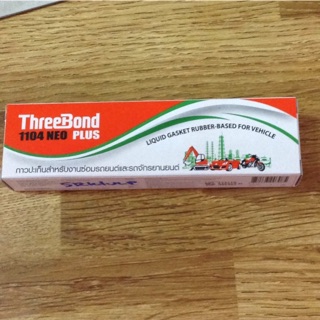 ThreeBond
1104 NEO PLUS
LIQUID GASKET RUBBER-BASED FOR VEHICLE
กาวปะเก็นสำหรับงานซ่อมรถยนต์และรถจักรยานยนต์